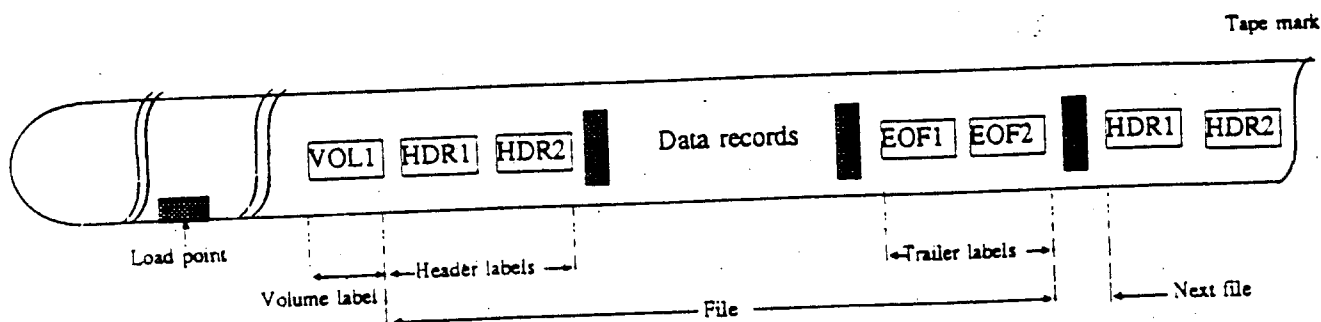 Tape mark
VOL1 HDR1 HDR2 Data records EOF1 EOF2 HDR1 HDR2
Load point
Header labels
Trailer labels
Volume label
File
Next file